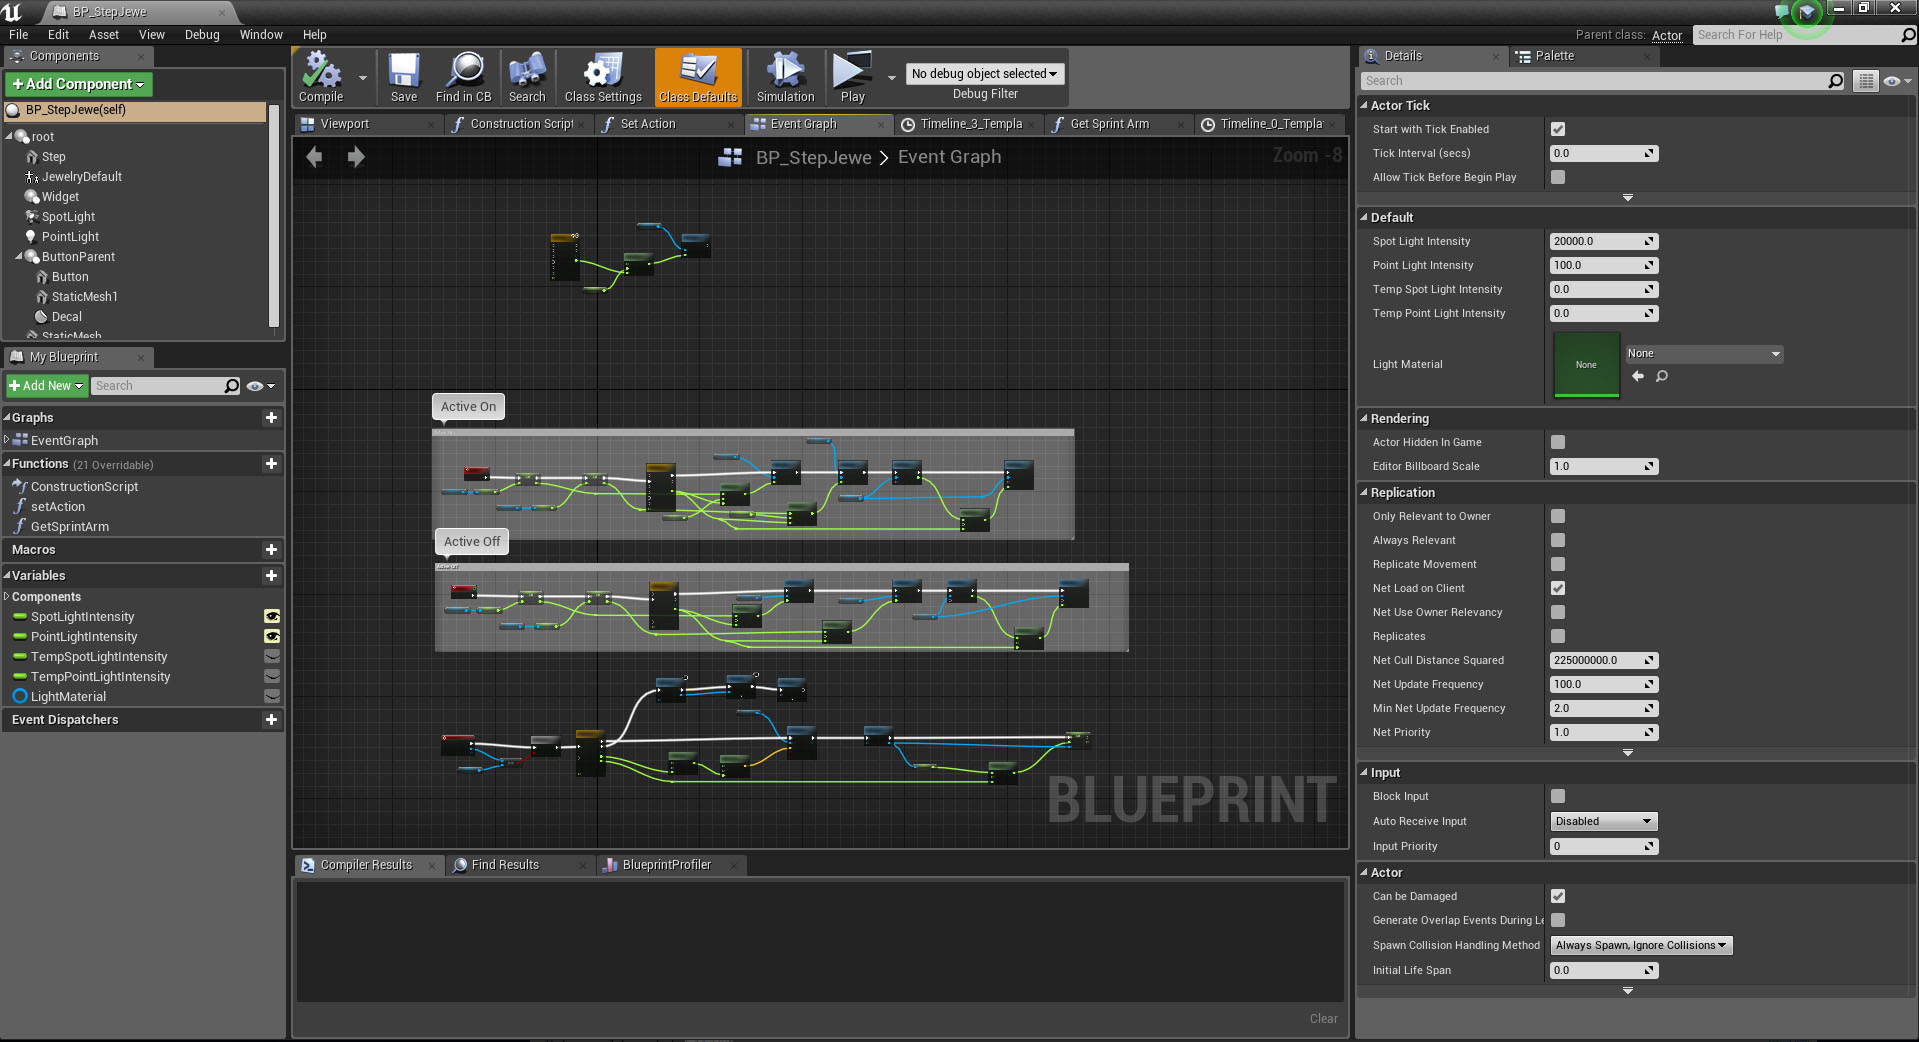 BP_StepJewe
File Edit Asset View Debug Window Help
Parent class: Actor
Search For Help
Components
+Add Component
BP_StepJewe(self)
root
Step
JewelryDefault
Widget
SpotLight
PointLight
ButtonParent
Button
StaticMesh1
Decal
StaticMesh
My Blueprint
+Add New
Search
Graphs
EventGraph
Functions (21 Overridable)
ConstructionScript
setAction
GetSprintArm
Macros
Variables
Components
SpotLightIntensity
PointLightIntensity
TempSpotLightIntensity
TempPointLightIntensity
LightMaterial
Event Dispatchers
Compile
Save
Find in CB
Search
Class Settings
Class Defaults
Simulation
Play
No debug object selected
Debug Filter
Viewport
Construction Script
Set Action
Event Graph
Timeline_3_Templa
Get Sprint Arm
Timeline_0_Templa
BP_StepJewe > Event Graph
Zoom -8
Active On
Active Off
Active Off
BLUEPRINT
Compiler Results
Find Results
BlueprintProfiler
Clear
Details
Palette
Search
Actor Tick
Start with Tick Enabled
Tick Interval (secs) 0.0
Allow Tick Before Begin Play
Default
Spot Light Intensity 20000.0
Point Light Intensity 100.0
Temp Spot Light Intensity 0.0
Temp Point Light Intensity 0.0
Light Material None None
Rendering
Actor Hidden In Game
Editor Billboard Scale 1.0
Replication
Only Relevant to Owner
Always Relevant
Replicate Movement
Net Load on Client
Net Use Owner Relevancy
Replicates
Net Cull Distance Squared 225000000.0
Net Update Frequency 100.0
Min Net Update Frequency 2.0
Net Priority 1.0
Input
Block Input
Auto Receive Input Disabled
Input Priority 0
Actor
Can be Damaged
Generate Overlap Events During Le
Spawn Collision Handling Method Always Spawn, Ignore Collisions
Initial Life Span 0.0